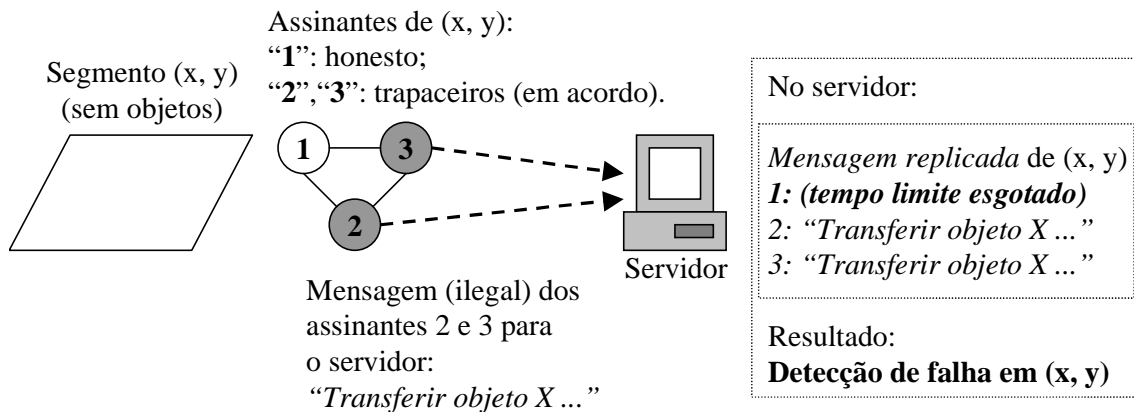 Assinantes de (x, y):
“1”: honesto;
“2”,“3”: trapaceiros (em acordo).
Segmento (x, y)
(sem objetos)
1
3
2
Servidor
Mensagem (ilegal) dos
assinantes 2 e 3 para
o servidor:
“Transferir objeto X ...”
No servidor:
Mensagem replicada de (x, y)
1: (tempo limite esgotado)
2: “Transferir objeto X ...”
3: “Transferir objeto X ...”
Resultado:
Detecção de falha em (x, y)